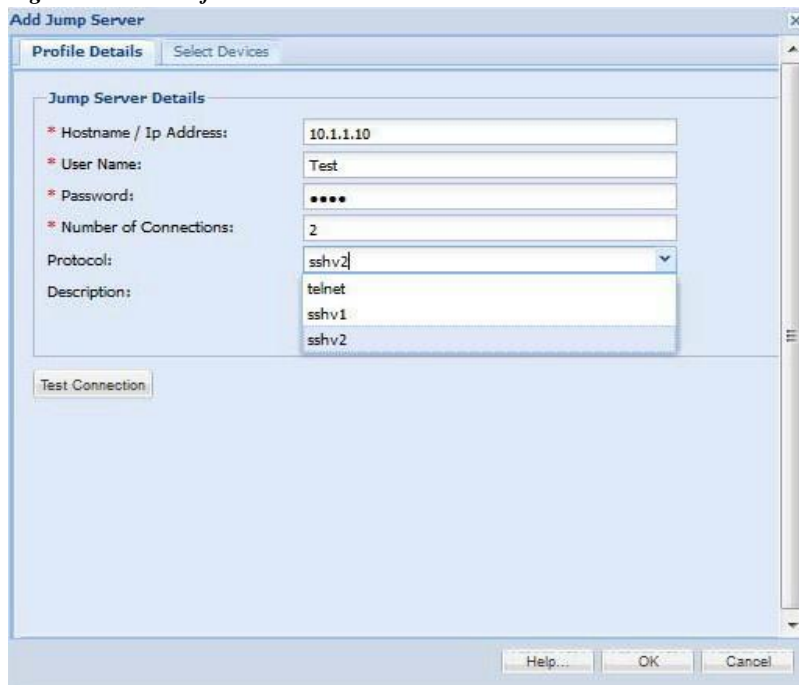 Add Jump Server
Profile Details Select Devices
Jump Server Details
* Hostname / Ip Address: 10.1.1.10
* User Name: Test
* Password: ●●●●
* Number of Connections: 2
Protocol: sshv2
Description: telnet
sshv1
sshv2
Test Connection
Help... OK Cancel